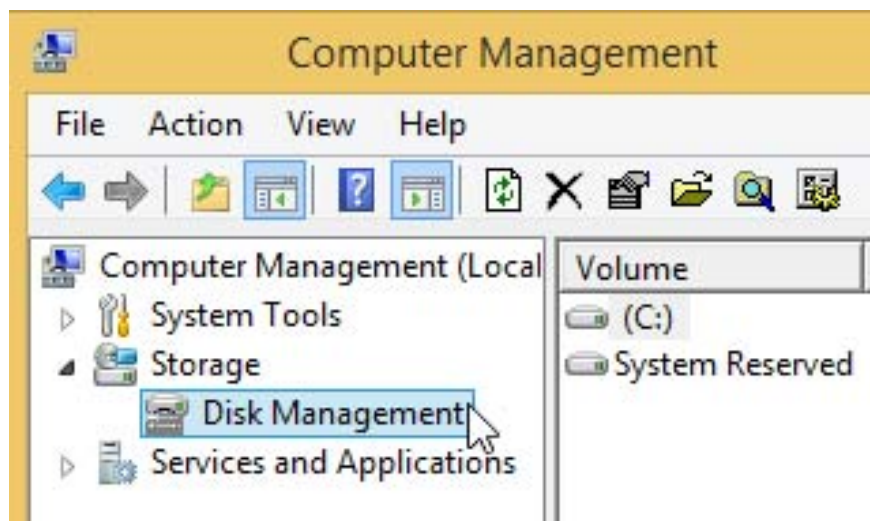 Computer Management
File Action View Help
Computer Management (Local
System Tools
Storage
Disk Management
Services and Applications
Volume
(C:)
System Reserved